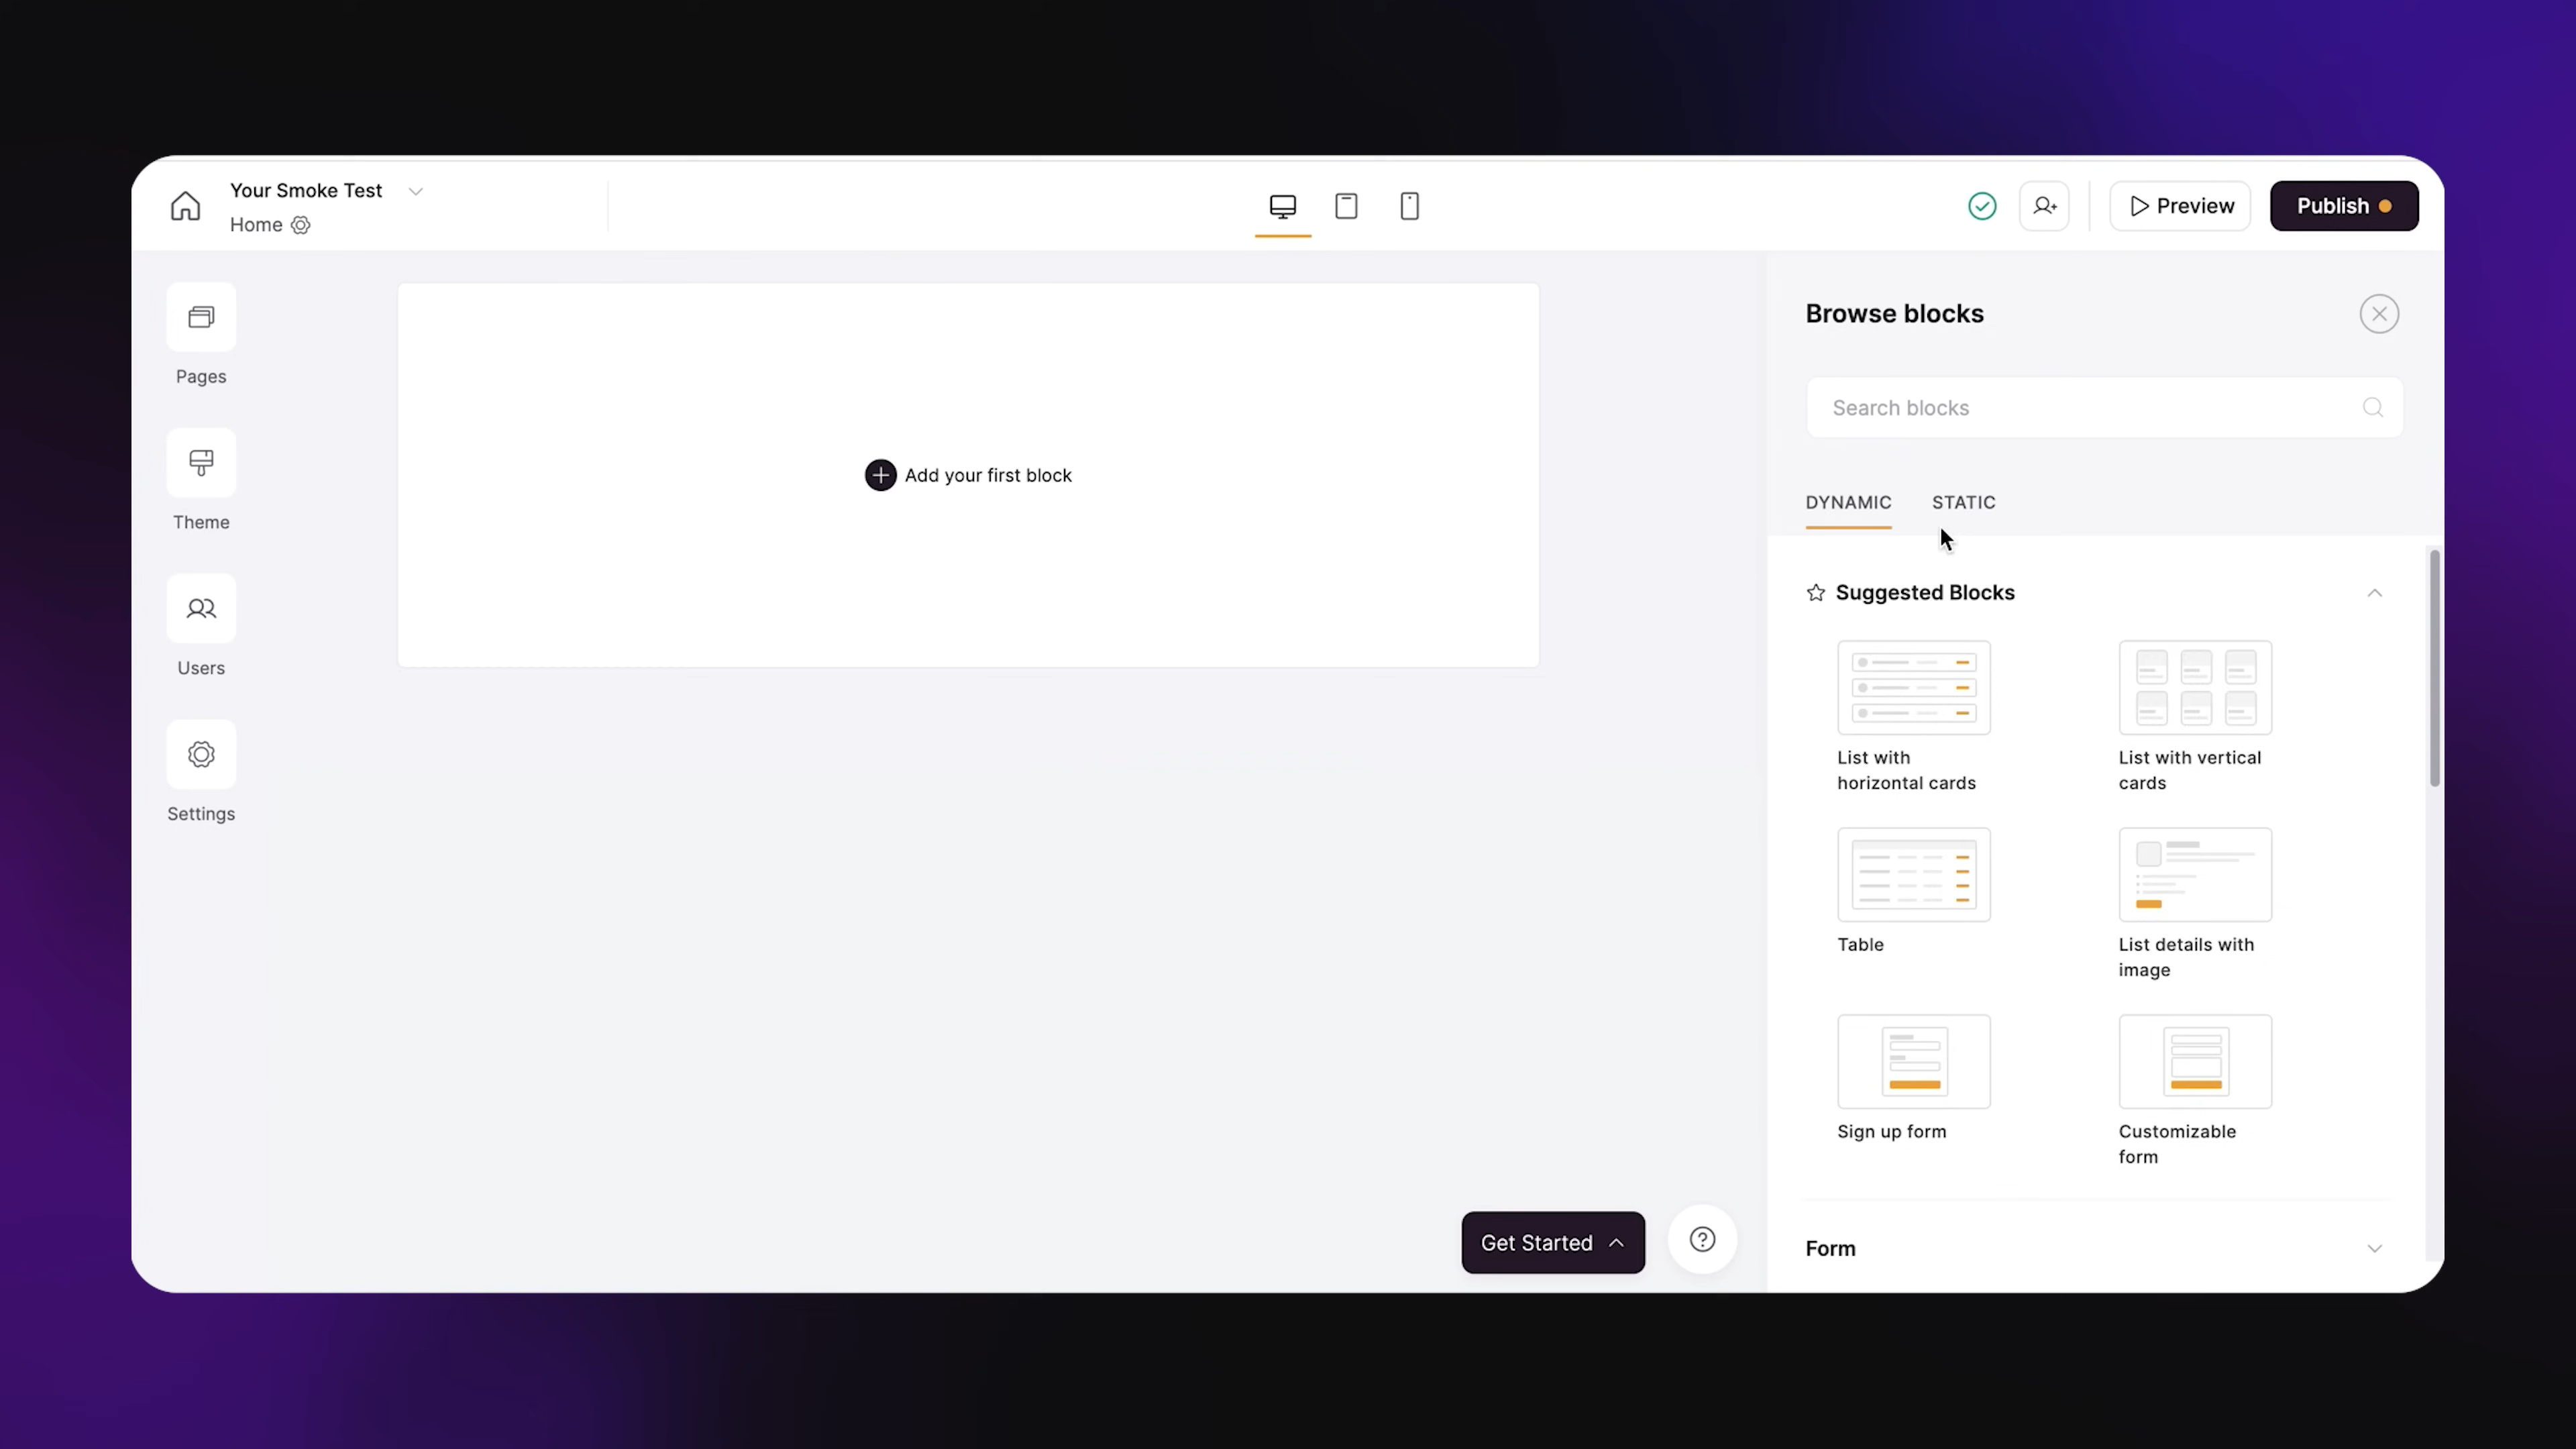 Your Smoke Test
Home
Preview
Publish
Pages
Theme
Users
Settings
Add your first block
Browse blocks
Search blocks
DYNAMIC
STATIC
Suggested Blocks
List with
horizontal cards
List with vertical
cards
Table
List details with
image
Sign up form
Customizable
form
Form
Get Started